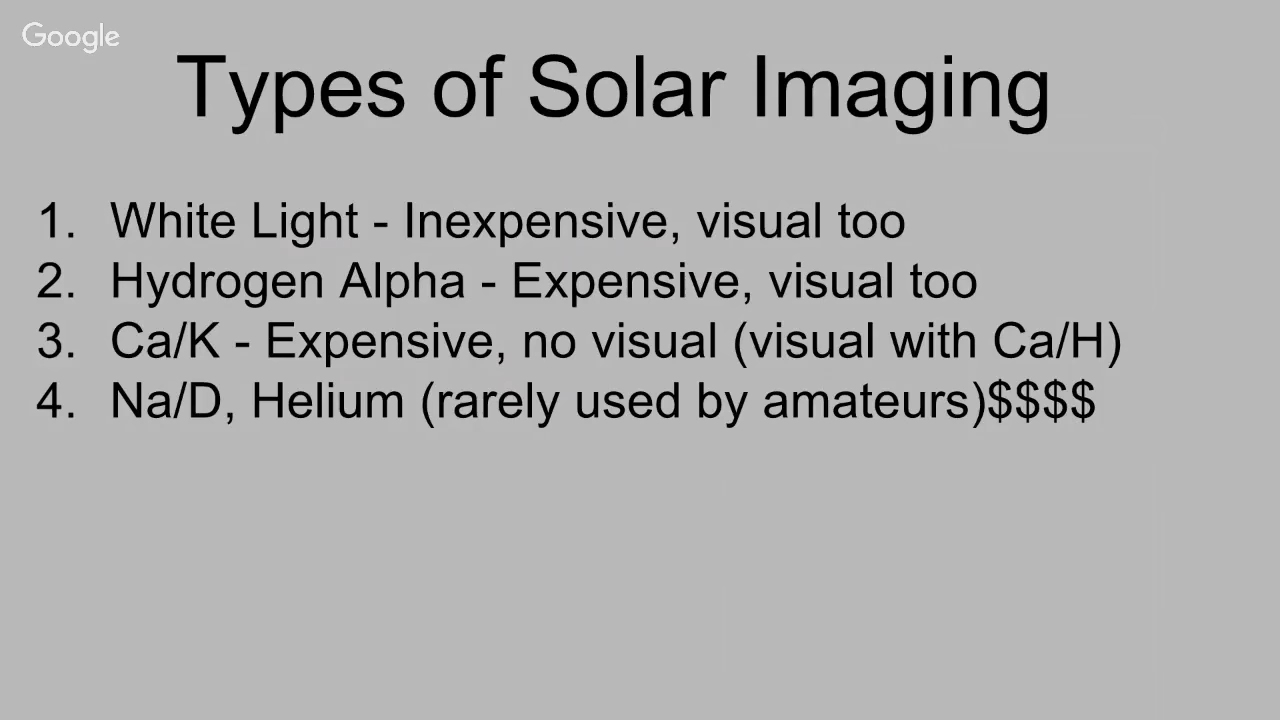 Google
Types of Solar Imaging
1. White Light - Inexpensive, visual too
2. Hydrogen Alpha - Expensive, visual too
3. Ca/K - Expensive, no visual (visual with Ca/H)
4. Na/D, Helium (rarely used by amateurs)$$$$